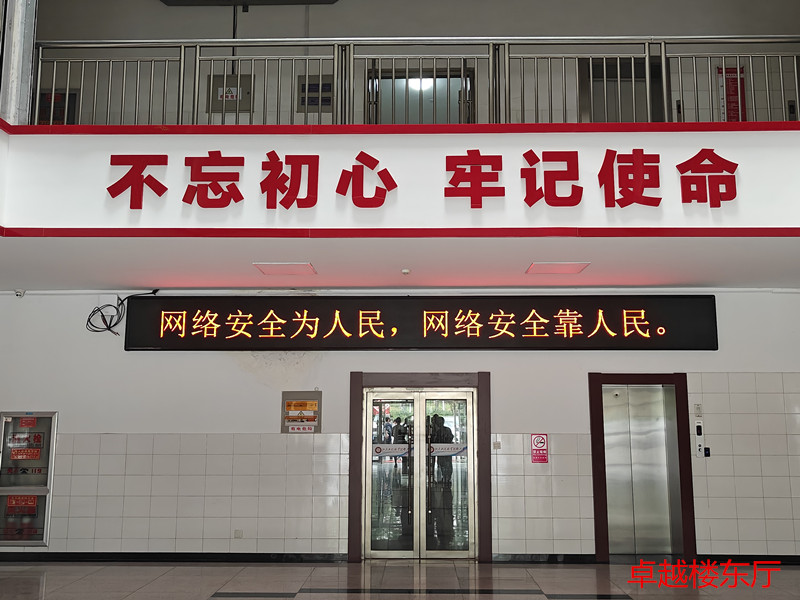 不忘初心 牢记使命
网络安全为人民，网络安全靠人民。
卓越楼东厅